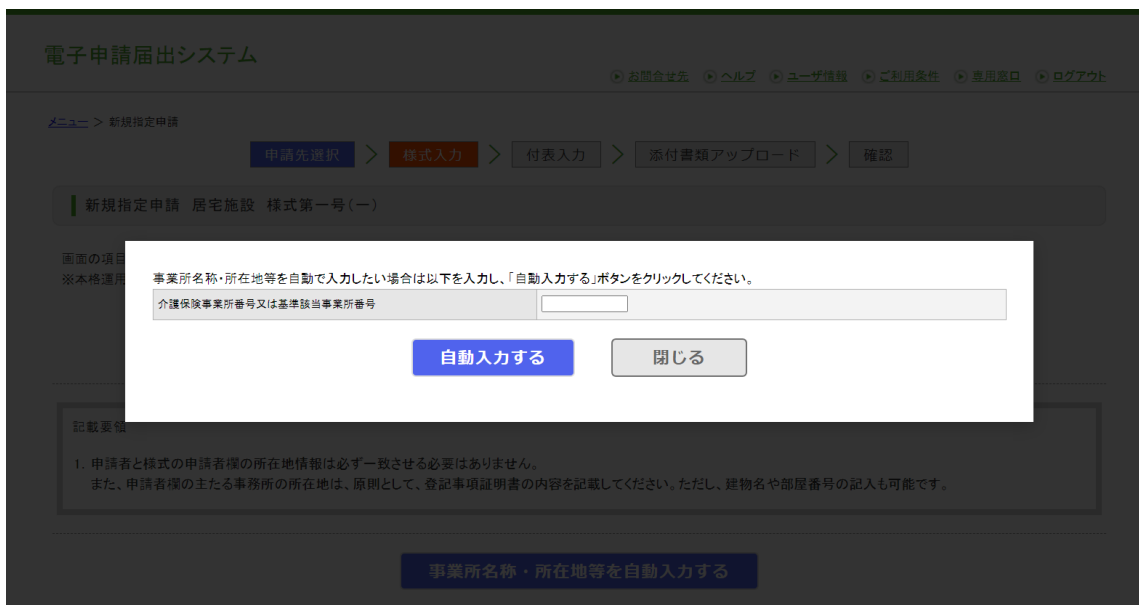 電子申請届出システム
お問合せ先 ヘルプ ユーザ情報 ご利用条件 専用窓口 ログアウト
メニュー > 新規指定申請
申請先選択 > 様式入力 > 付表入力 > 添付書類アップロード > 確認
新規指定申請 居宅施設 様式第一号(一)
画面の項目
※本格運用
事業所名称・所在地等を自動で入力したい場合は以下を入力し、「自動入力する」ボタンをクリックしてください。
介護保険事業所番号又は基準該当事業所番号
自動入力する 閉じる
記載要領
1. 申請者と様式の申請者欄の所在地情報は必ず一致させる必要はありません。
また、申請者欄の主たる事務所の所在地は、原則として、登記事項証明書の内容を記載してください。ただし、建物名や部屋番号の記入も可能です。
事業所名称・所在地等を自動入力する